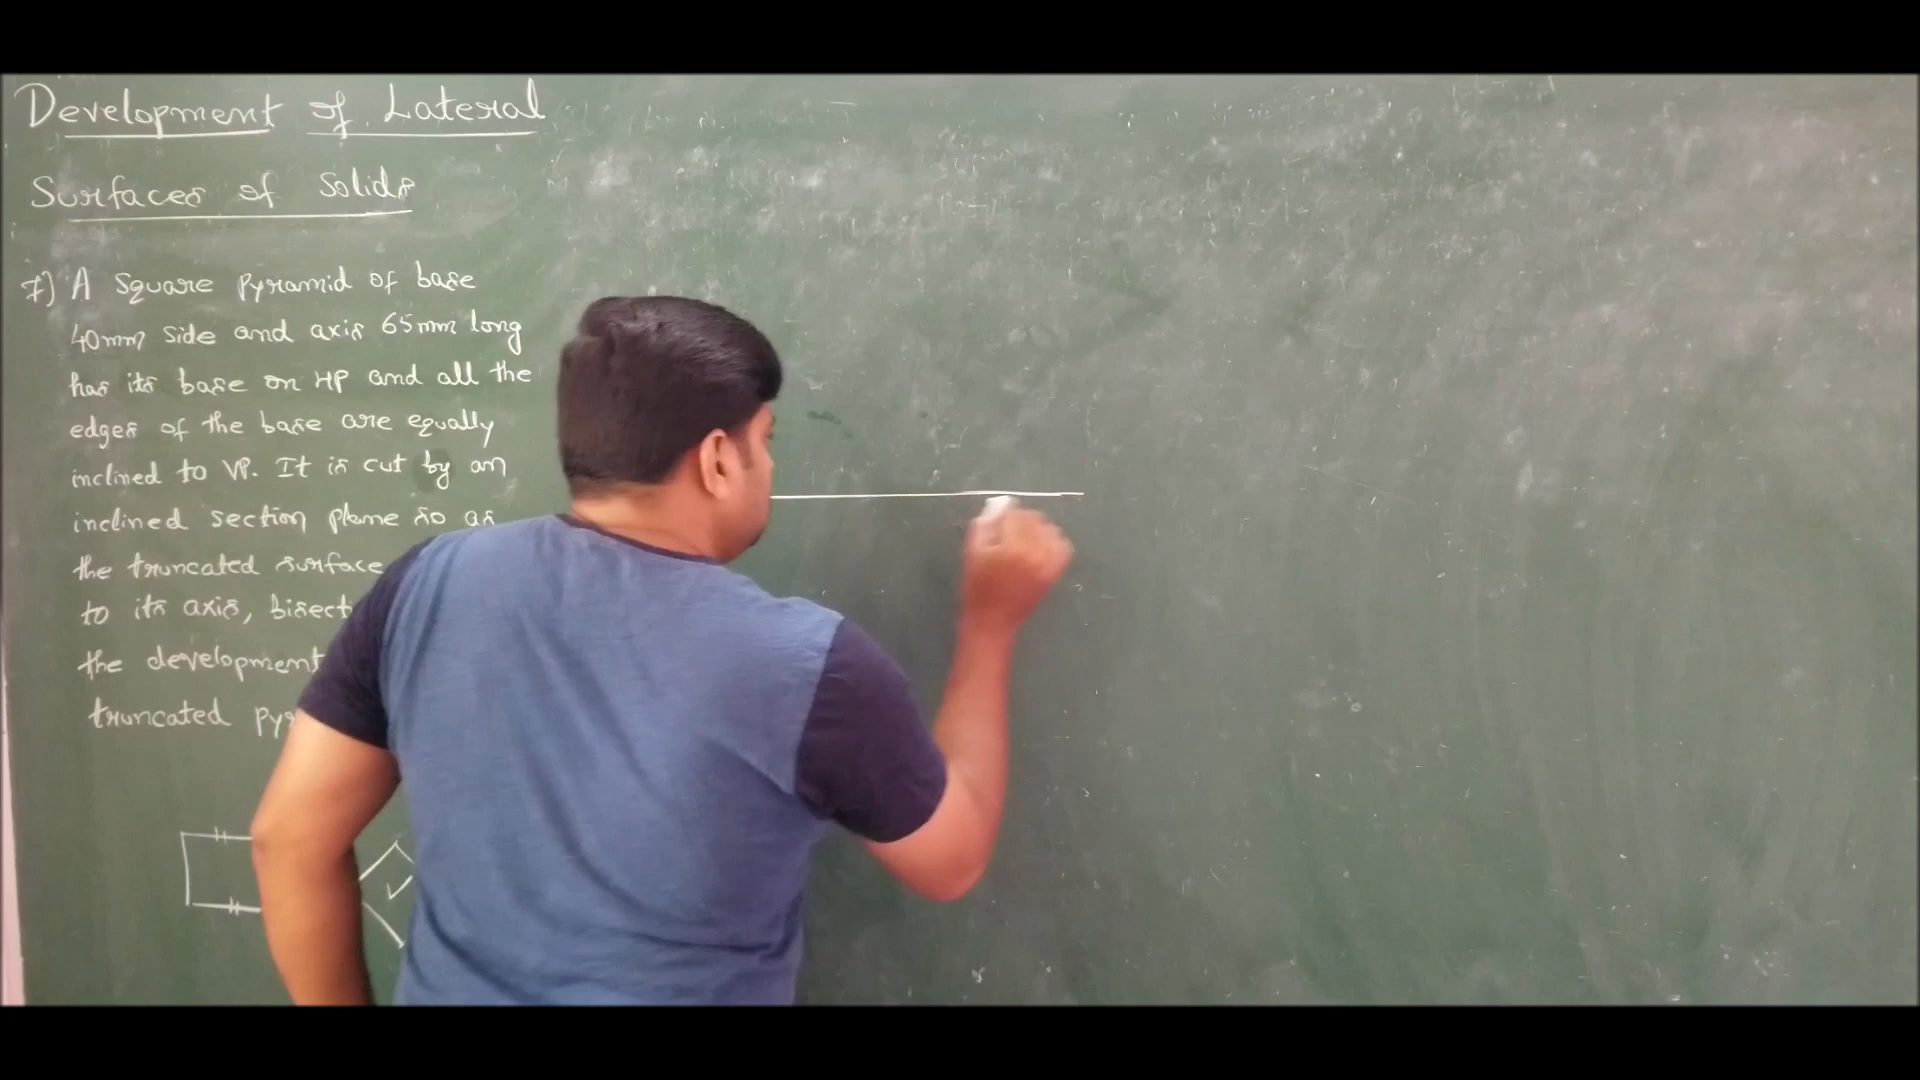 Development of Lateral
Surfaces of Solids
7) A square pyramid of base
40mm side and axis 65mm long
has its base on HP and all the
edges of the base are equally
inclined to VP. It is cut by an
inclined section plane so as
the truncated surface
to its axis, bisect
the development
truncated